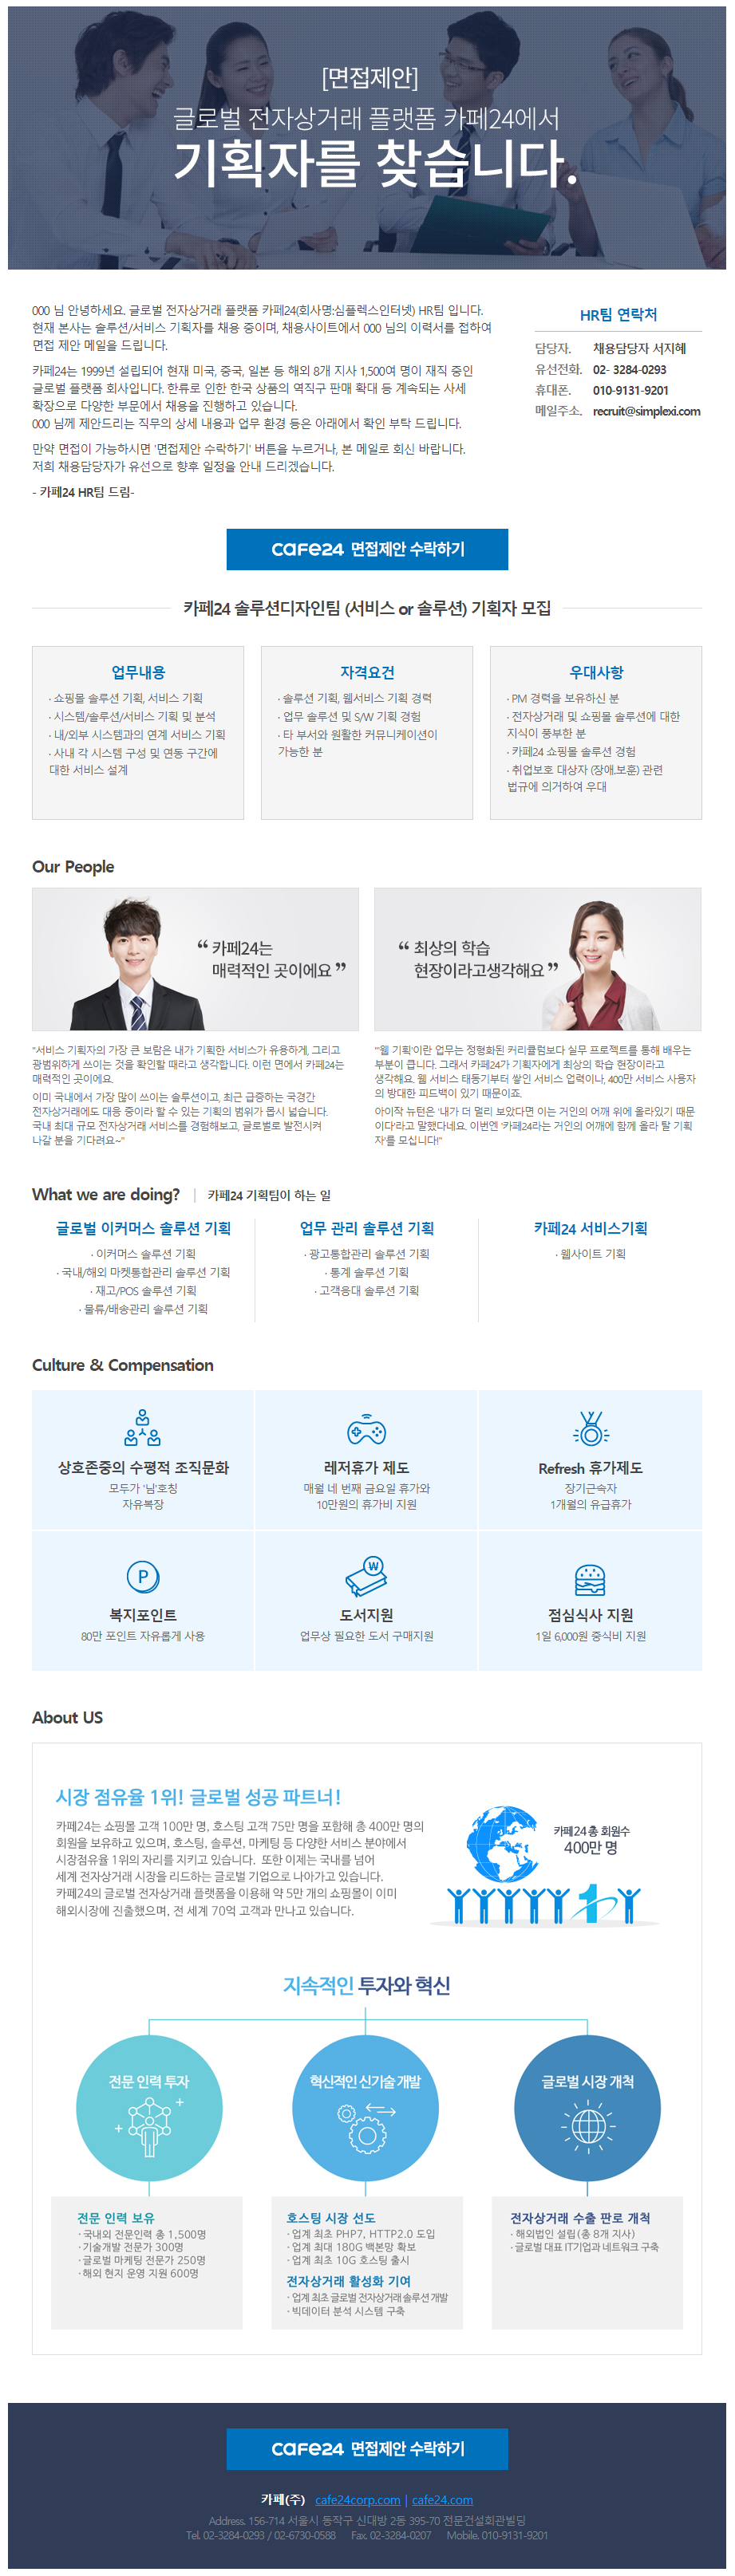 [면접제안]
글로벌 전자상거래 플랫폼 카페24에서
기획자를 찾습니다.
000 님 안녕하세요. 글로벌 전자상거래 플랫폼 카페24(회사명:심플렉스인터넷) HR팀 입니다.
현재 본사는 솔루션/서비스 기획자를 채용 중이며, 채용사이트에서 000 님의 이력서를 접하여
면접 제안 메일을 드립니다.
카페24는 1999년 설립되어 현재 미국, 중국, 일본 등 해외 8개 지사 1,500여 명이 재직 중인
글로벌 플랫폼 회사입니다. 한류로 인한 한국 상품의 역직구 판매 확대 등 계속되는 사세
확장으로 다양한 부문에서 채용을 진행하고 있습니다.
000 님께 제안드리는 직무의 상세 내용과 업무 환경 등은 아래에서 확인 부탁 드립니다.
만약 면접이 가능하시면 '면접제안 수락하기' 버튼을 누르거나, 본 메일로 회신 바랍니다.
저희 채용담당자가 유선으로 향후 일정을 안내 드리겠습니다.
- 카페24 HR팀 드림-
HR팀 연락처
담당자. 채용담당자 서지혜
유선전화. 02- 3284-0293
휴대폰. 010-9131-9201
메일주소. recruit@simplexi.com
cafe24 면접제안 수락하기
카페24 솔루션디자인팀 (서비스 or 솔루션) 기획자 모집
업무내용
· 쇼핑몰 솔루션 기획, 서비스 기획
· 시스템/솔루션/서비스 기획 및 분석
· 내/외부 시스템과의 연계 서비스 기획
· 사내 각 시스템 구성 및 연동 구간에
대한 서비스 설계
자격요건
· 솔루션 기획, 웹서비스 기획 경력
· 업무 솔루션 및 S/W 기획 경험
· 타 부서와 원활한 커뮤니케이션이
가능한 분
우대사항
· PM 경력을 보유하신 분
· 전자상거래 및 쇼핑몰 솔루션에 대한
지식이 풍부한 분
· 카페24 쇼핑몰 솔루션 경험
· 취업보호 대상자 (장애,보훈) 관련
법규에 의거하여 우대
Our People
“ 카페24는
매력적인 곳이에요 ”
“ 최상의 학습
현장이라고생각해요 ”
"서비스 기획자의 가장 큰 보람은 내가 기획한 서비스가 유용하게, 그리고
광범위하게 쓰이는 것을 확인할 때라고 생각합니다. 이런 면에서 카페24는
매력적인 곳이에요.
이미 국내에서 가장 많이 쓰이는 솔루션이고, 최근 급증하는 국경간
전자상거래에도 대응 중이라 할 수 있는 기획의 범위가 몹시 넓습니다.
국내 최대 규모 전자상거래 서비스를 경험해보고, 글로벌로 발전시켜
나갈 분을 기다려요~"
"'웹 기획'이란 업무는 정형화된 커리큘럼보다 실무 프로젝트를 통해 배우는
부분이 큽니다. 그래서 카페24가 기획자에게 최상의 학습 현장이라고
생각해요. 웹 서비스 태동기부터 쌓인 서비스 업력이나, 400만 서비스 사용자
의 방대한 피드백이 있기 때문이죠.
아이작 뉴턴은 '내가 더 멀리 보았다면 이는 거인의 어깨 위에 올라있기 때문
이다'라고 말했다네요. 이번엔 '카페24라는 거인의 어깨에 함께 올라 탈 기획
자'를 모십니다!"
What we are doing? | 카페24 기획팀이 하는 일
글로벌 이커머스 솔루션 기획
· 이커머스 솔루션 기획
· 국내/해외 마켓통합관리 솔루션 기획
· 재고/POS 솔루션 기획
· 물류/배송관리 솔루션 기획
업무 관리 솔루션 기획
· 광고통합관리 솔루션 기획
· 통계 솔루션 기획
· 고객응대 솔루션 기획
카페24 서비스기획
· 웹사이트 기획
Culture & Compensation
상호존중의 수평적 조직문화
모두가 '님'호칭
자유복장
레저휴가 제도
매월 네 번째 금요일 휴가와
10만원의 휴가비 지원
Refresh 휴가제도
장기근속자
1개월의 유급휴가
P
복지포인트
80만 포인트 자유롭게 사용
₩
도서지원
업무상 필요한 도서 구매지원
점심식사 지원
1일 6,000원 중식비 지원
About US
시장 점유율 1위! 글로벌 성공 파트너!
카페24는 쇼핑몰 고객 100만 명, 호스팅 고객 75만 명을 포함해 총 400만 명의
회원을 보유하고 있으며, 호스팅, 솔루션, 마케팅 등 다양한 서비스 분야에서
시장점유율 1위의 자리를 지키고 있습니다. 또한 이제는 국내를 넘어
세계 전자상거래 시장을 리드하는 글로벌 기업으로 나아가고 있습니다.
카페24의 글로벌 전자상거래 플랫폼을 이용해 약 5만 개의 쇼핑몰이 이미
해외시장에 진출했으며, 전 세계 70억 고객과 만나고 있습니다.
카페24 총 회원수
400만 명
1
지속적인 투자와 혁신
전문 인력 투자
혁신적인 신기술 개발
글로벌 시장 개척
전문 인력 보유
· 국내외 전문인력 총 1,500명
· 기술개발 전문가 300명
· 글로벌 마케팅 전문가 250명
· 해외 현지 운영 지원 600명
호스팅 시장 선도
· 업계 최초 PHP7, HTTP2.0 도입
· 업계 최대 180G 백본망 확보
· 업계 최초 10G 호스팅 출시
전자상거래 활성화 기여
· 업계 최초 글로벌 전자상거래 솔루션 개발
· 빅데이터 분석 시스템 구축
전자상거래 수출 판로 개척
· 해외법인 설립(총 8개 지사)
· 글로벌 대표 IT기업과 네트워크 구축
cafe24 면접제안 수락하기
카페(주) cafe24corp.com | cafe24.com
Address. 156-714 서울시 동작구 신대방 2동 395-70 전문건설회관빌딩
Tel. 02-3284-0293 / 02-6730-0588 Fax. 02-3284-0207 Mobile. 010-9131-9201